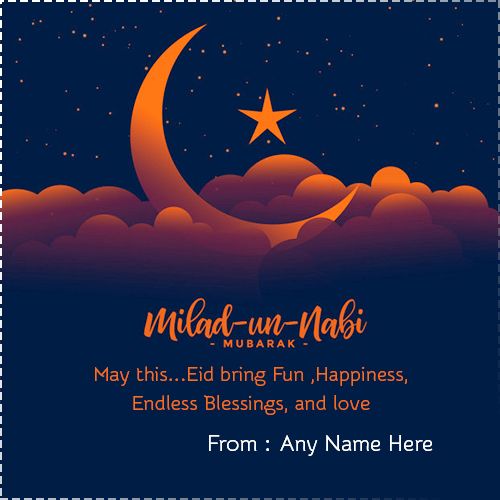 Milad-un-Nabi
- MUBARAK -
May this...Eid bring Fun ,Happiness,
Endless Blessings, and love
From : Any Name Here